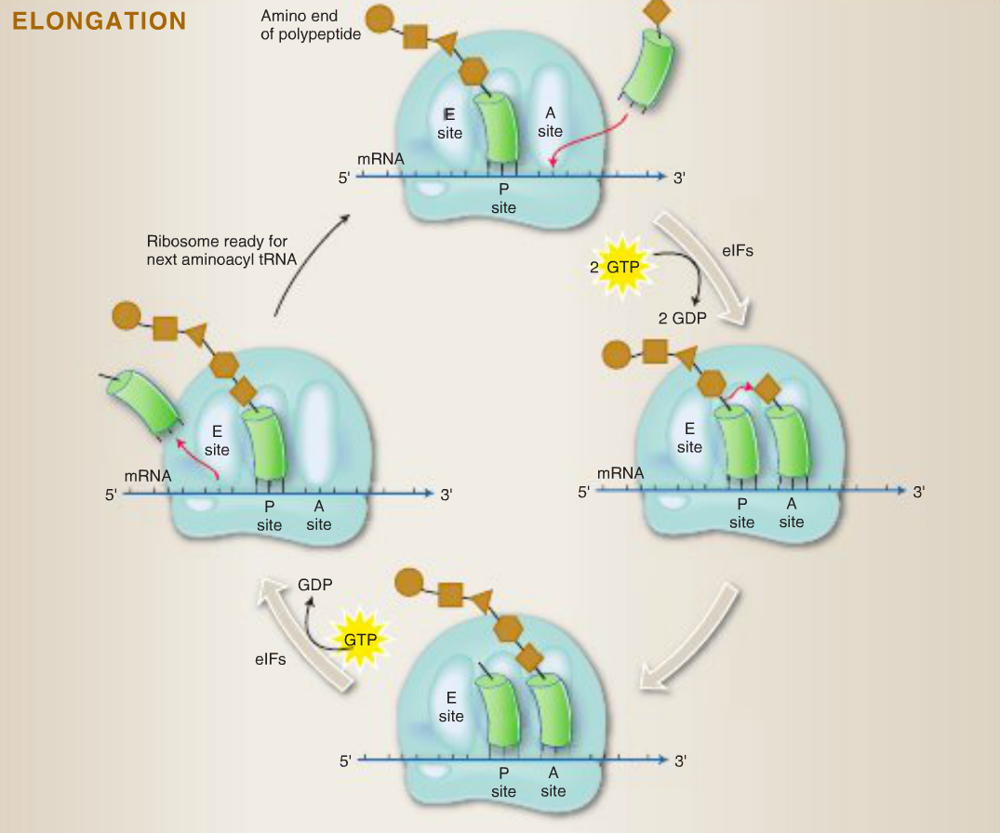 ELONGATION
Amino end
of polypeptide
E
site
A
site
mRNA
5'
3'
P
site
Ribosome ready for
next aminoacyl tRNA
eIFs
2 GTP
2 GDP
E
site
mRNA
5'
3'
P
site
A
site
E
site
mRNA
5'
3'
P
site
A
site
GDP
GTP
eIFs
E
site
5'
3'
P
site
A
site